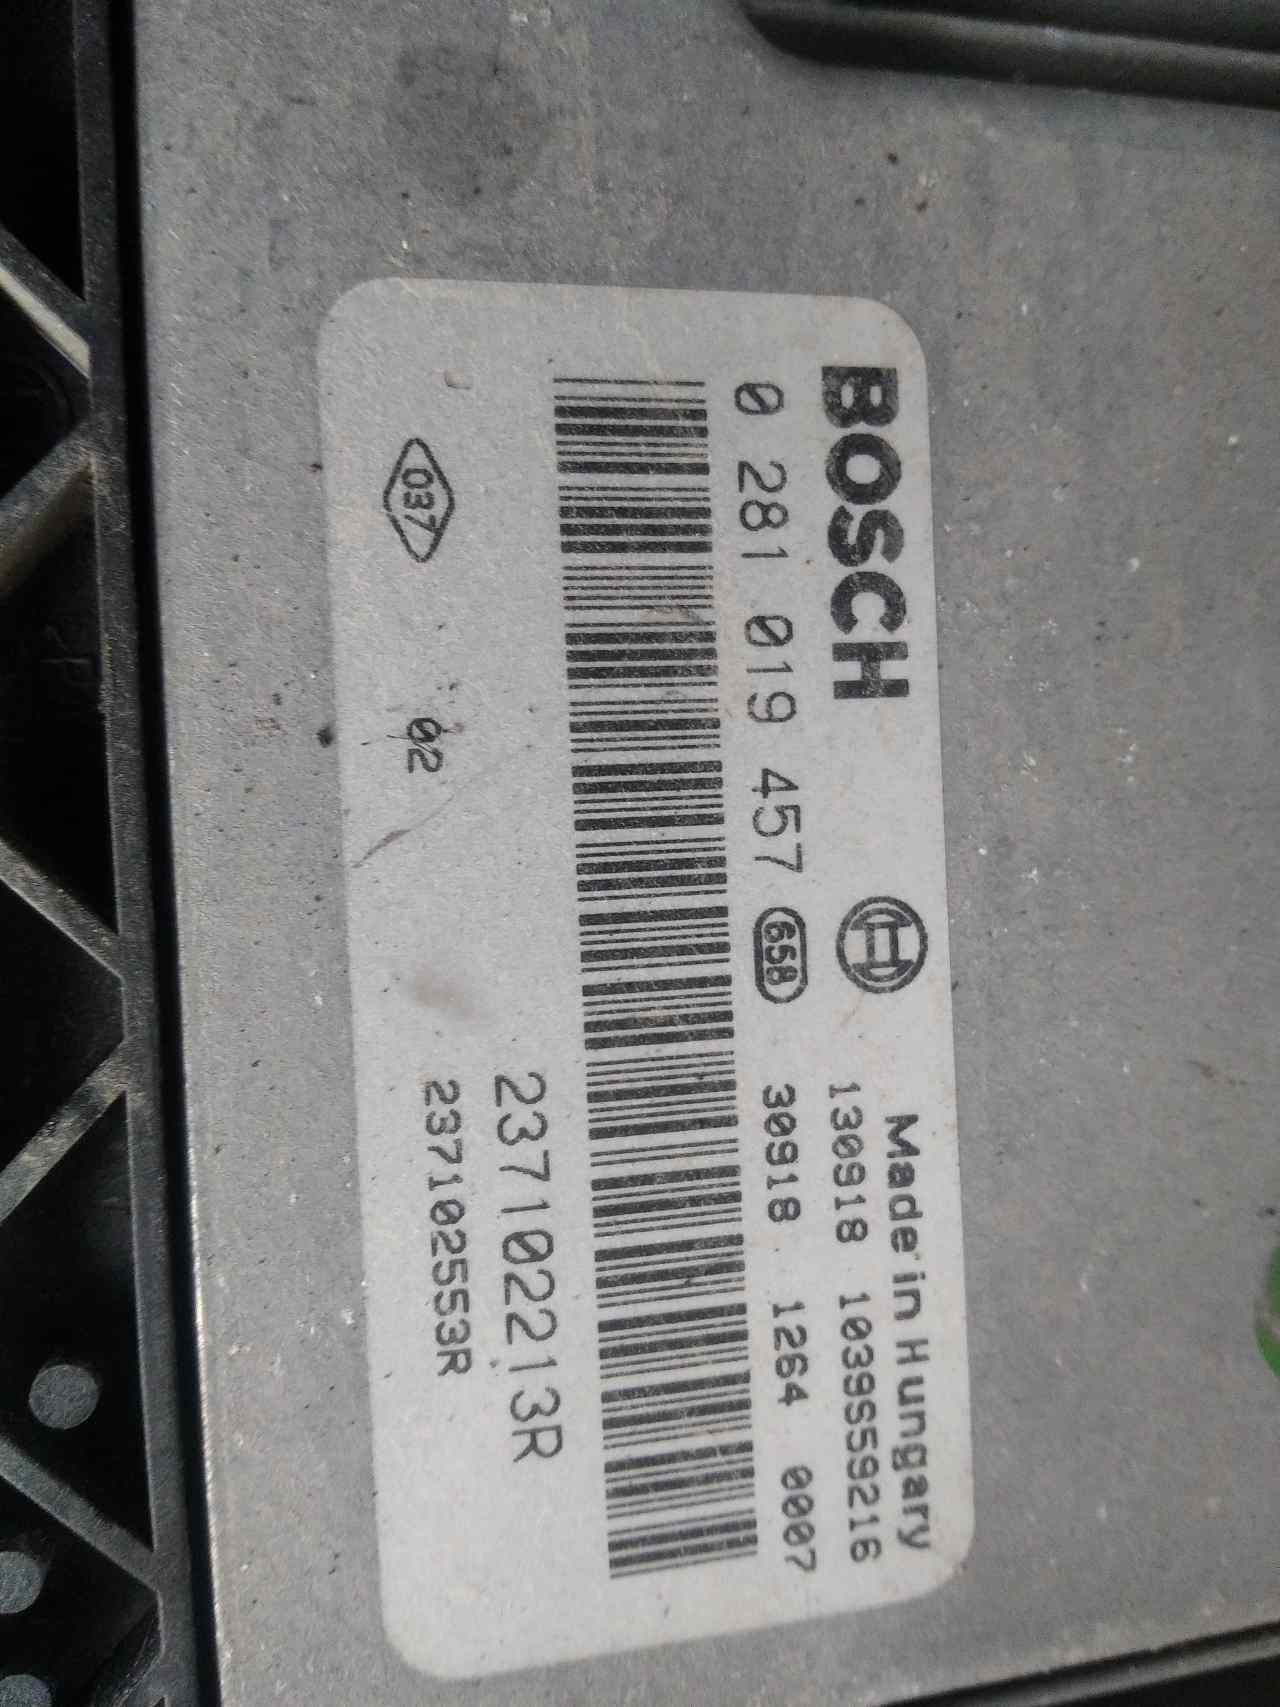 BOSCH
Made in Hungary
130918 1039S59216
0 281 019 457 658 30918 1264 0007
237102213R
037 02 237102553R